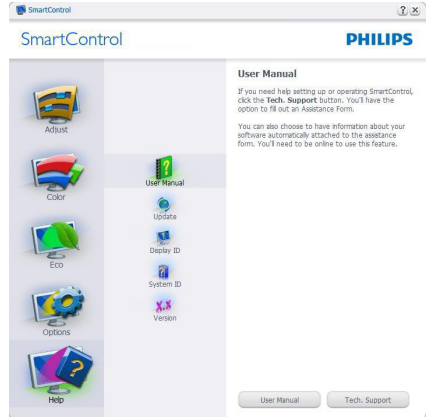 SmartControl
SmartControl
PHILIPS
Adjust
Color
Eco
Options
Help
User Manual
Update
Display ID
System ID
X.X
Version
User Manual
If you need help setting up or operating SmartControl,
click the Tech. Support button. You'll have the
option to fill out an Assistance Form.
You can also choose to have information about your
software automatically attached to the assistance
form. You'll need to be online to use this feature.
User Manual
Tech. Support